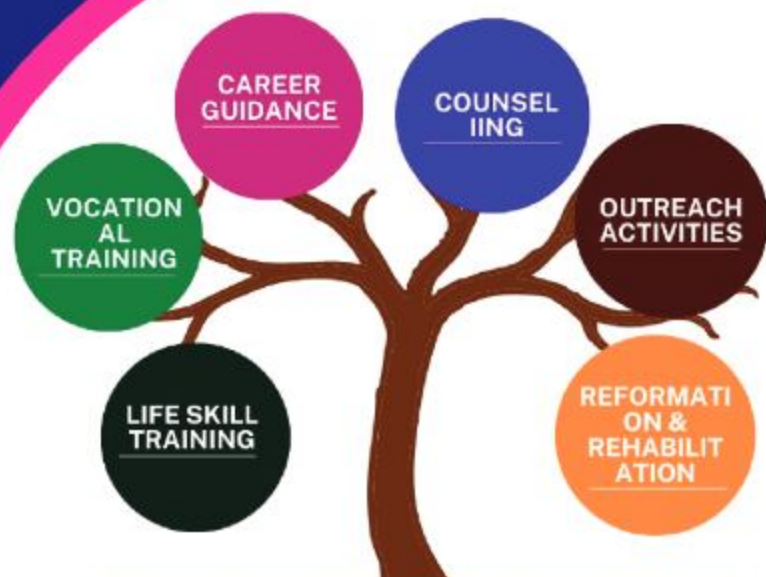 CAREER
GUIDANCE
COUNSEL
IING
VOCATION
AL
TRAINING
OUTREACH
ACTIVITIES
LIFE SKILL
TRAINING
REFORMATI
ON &
REHABILIT
ATION